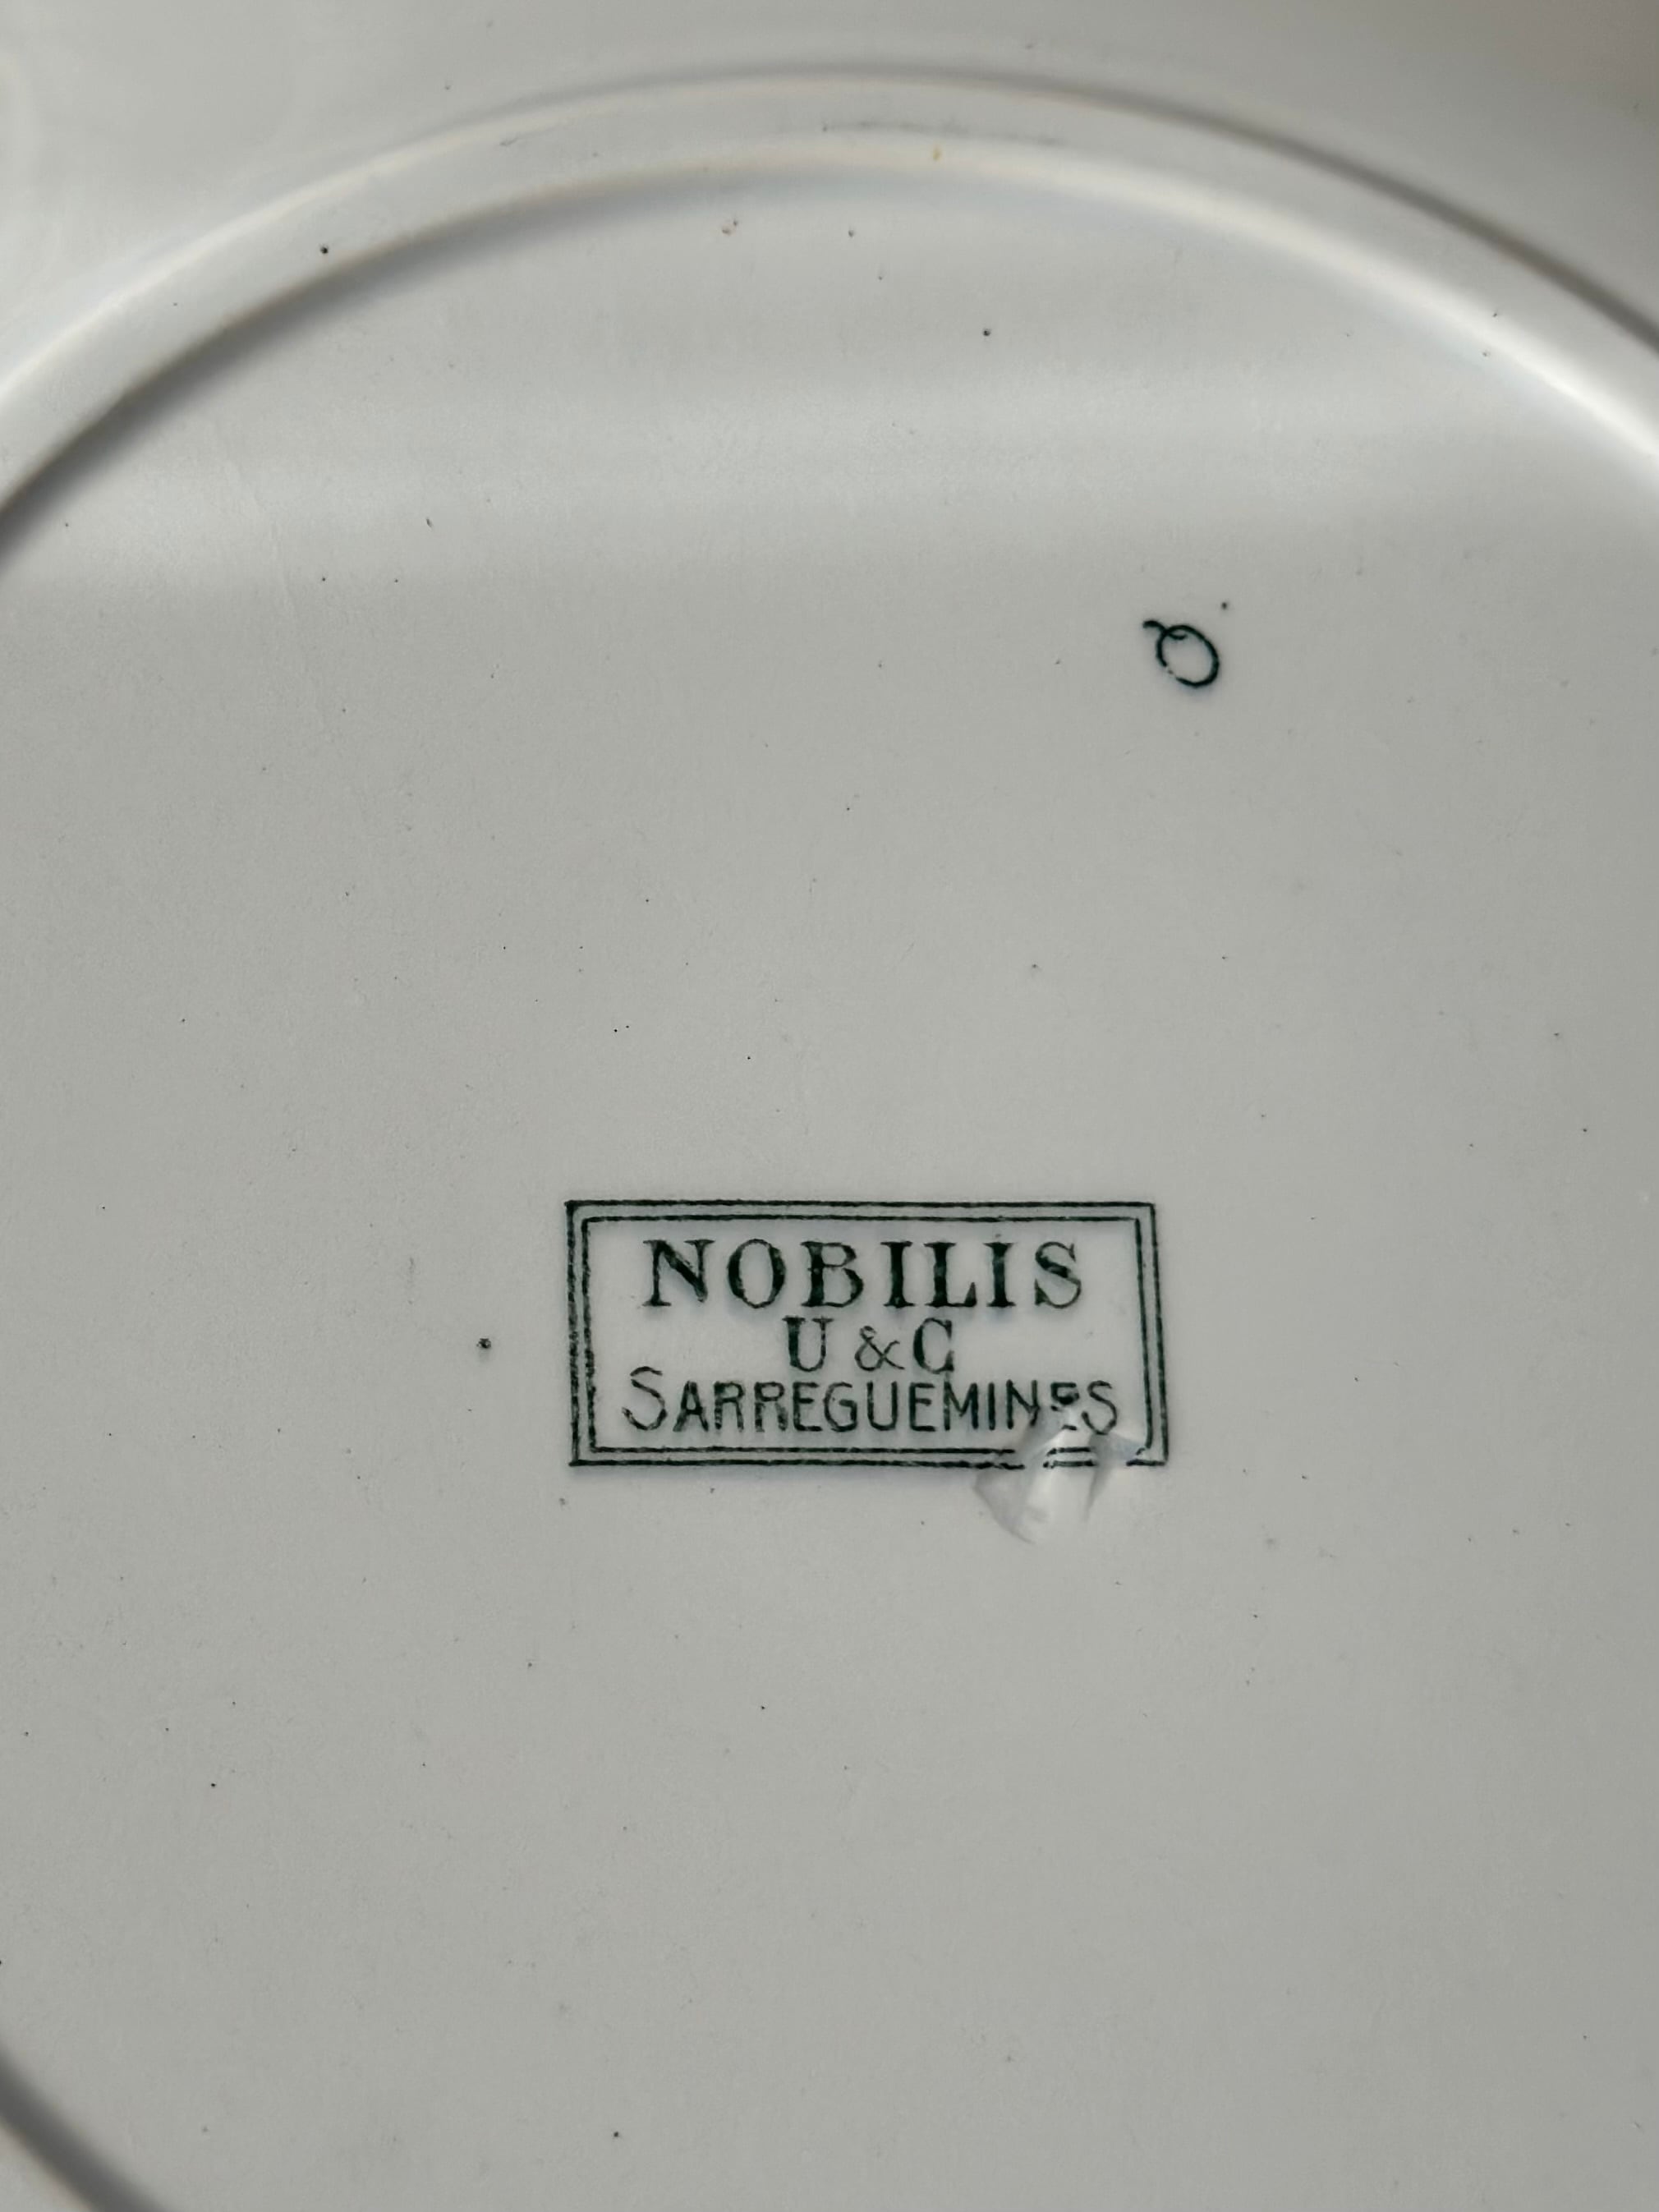 NOBILIS
U & C
SARREGUEMINES